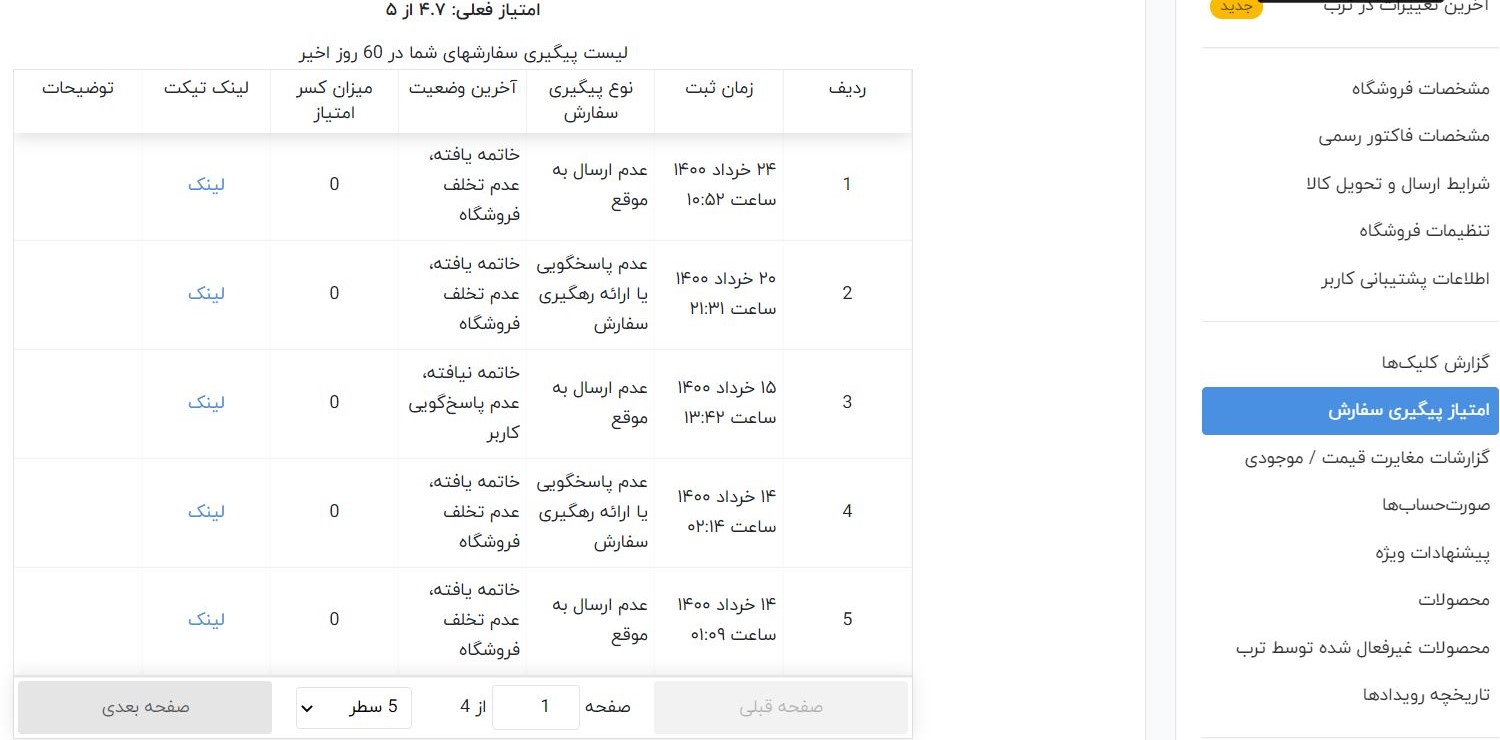 آخرین تغییرات در ترب
جدید
مشخصات فروشگاه
مشخصات فاکتور رسمی
شرایط ارسال و تحویل کالا
تنظیمات فروشگاه
اطلاعات پشتیبانی کاربر
گزارش کلیک‌ها
امتیاز پیگیری سفارش
گزارشات مغایرت قیمت / موجودی
صورت‌حساب‌ها
پیشنهادات ویژه
محصولات
محصولات غیرفعال شده توسط ترب
تاریخچه رویدادها
امتیاز فعلی: ۴.۷ از ۵
لیست پیگیری سفارشهای شما در 60 روز اخیر
ردیف
زمان ثبت
نوع پیگیری
سفارش
آخرین وضعیت
میزان کسر
امتیاز
لینک تیکت
توضیحات
1
۲۴ خرداد ۱۴۰۰
ساعت ۱۰:۵۲
عدم ارسال به
موقع
خاتمه یافته،
عدم تخلف
فروشگاه
0
لینک
2
۲۰ خرداد ۱۴۰۰
ساعت ۲۱:۳۱
عدم پاسخگویی
یا ارائه رهگیری
سفارش
خاتمه یافته،
عدم تخلف
فروشگاه
0
لینک
3
۱۵ خرداد ۱۴۰۰
ساعت ۱۳:۴۲
عدم ارسال به
موقع
خاتمه نیافته،
عدم پاسخ‌گویی
کاربر
0
لینک
4
۱۴ خرداد ۱۴۰۰
ساعت ۰۲:۱۴
عدم پاسخگویی
یا ارائه رهگیری
سفارش
خاتمه یافته،
عدم تخلف
فروشگاه
0
لینک
5
۱۴ خرداد ۱۴۰۰
ساعت ۰۱:۰۹
عدم ارسال به
موقع
خاتمه یافته،
عدم تخلف
فروشگاه
0
لینک
صفحه قبلی
صفحه 1 از 4
5 سطر
صفحه بعدی